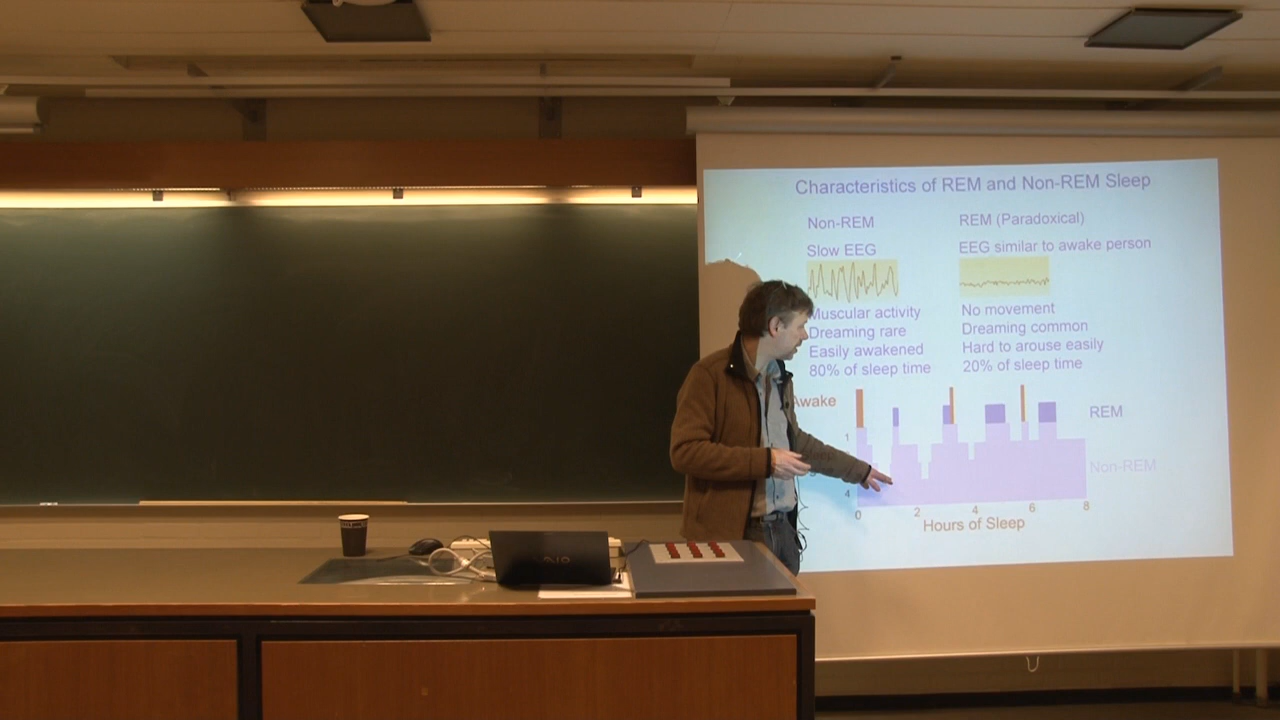 Characteristics of REM and Non-REM Sleep
Non-REM
REM (Paradoxical)
Slow EEG
EEG similar to awake person
Muscular activity
Dreaming rare
Easily awakened
80% of sleep time
No movement
Dreaming common
Hard to arouse easily
20% of sleep time
Awake
REM
1
Non-REM
4
0 2 4 6 8
Hours of Sleep
VAIO